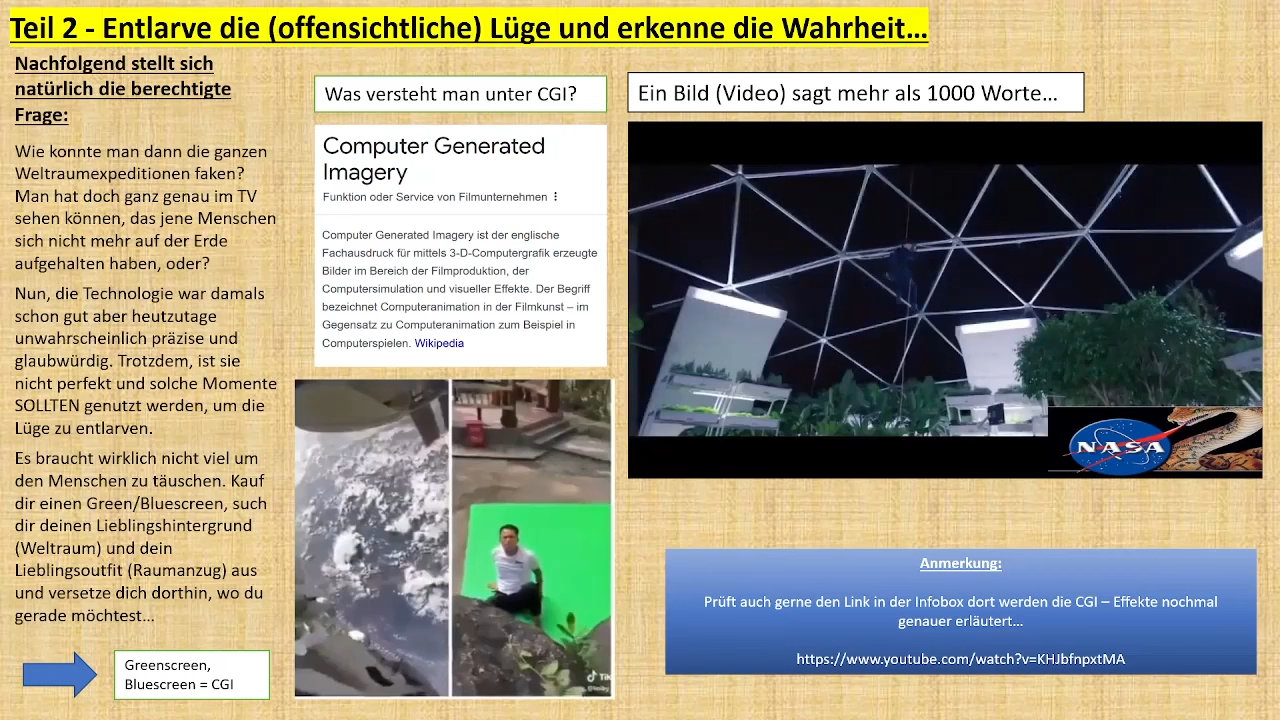 Teil 2 - Entlarve die (offensichtliche) Lüge und erkenne die Wahrheit…
Nachfolgend stellt sich
natürlich die berechtigte
Frage:
Wie konnte man dann die ganzen
Weltraumexpeditionen faken?
Man hat doch ganz genau im TV
sehen können, das jene Menschen
sich nicht mehr auf der Erde
aufgehalten haben, oder?
Nun, die Technologie war damals
schon gut aber heutzutage
unwahrscheinlich präzise und
glaubwürdig. Trotzdem, ist sie
nicht perfekt und solche Momente
SOLLTEN genutzt werden, um die
Lüge zu entlarven.
Es braucht wirklich nicht viel um
den Menschen zu täuschen. Kauf
dir einen Green/Bluescreen, such
dir deinen Lieblingshintergrund
(Weltraum) und dein
Lieblingsoutfit (Raumanzug) aus
und versetze dich dorthin, wo du
gerade möchtest…
Greenscreen,
Bluescreen = CGI
Was versteht man unter CGI?
Computer Generated
Imagery
Funktion oder Service von Filmunternehmen
Computer Generated Imagery ist der englische
Fachausdruck für mittels 3-D-Computergrafik erzeugte
Bilder im Bereich der Filmproduktion, der
Computersimulation und visueller Effekte. Der Begriff
bezeichnet Computeranimation in der Filmkunst – im
Gegensatz zu Computeranimation zum Beispiel in
Computerspielen. Wikipedia
Ein Bild (Video) sagt mehr als 1000 Worte…
NASA
Anmerkung:
Prüft auch gerne den Link in der Infobox dort werden die CGI – Effekte nochmal
genauer erläutert…
https://www.youtube.com/watch?v=KHJbfnpxtMA